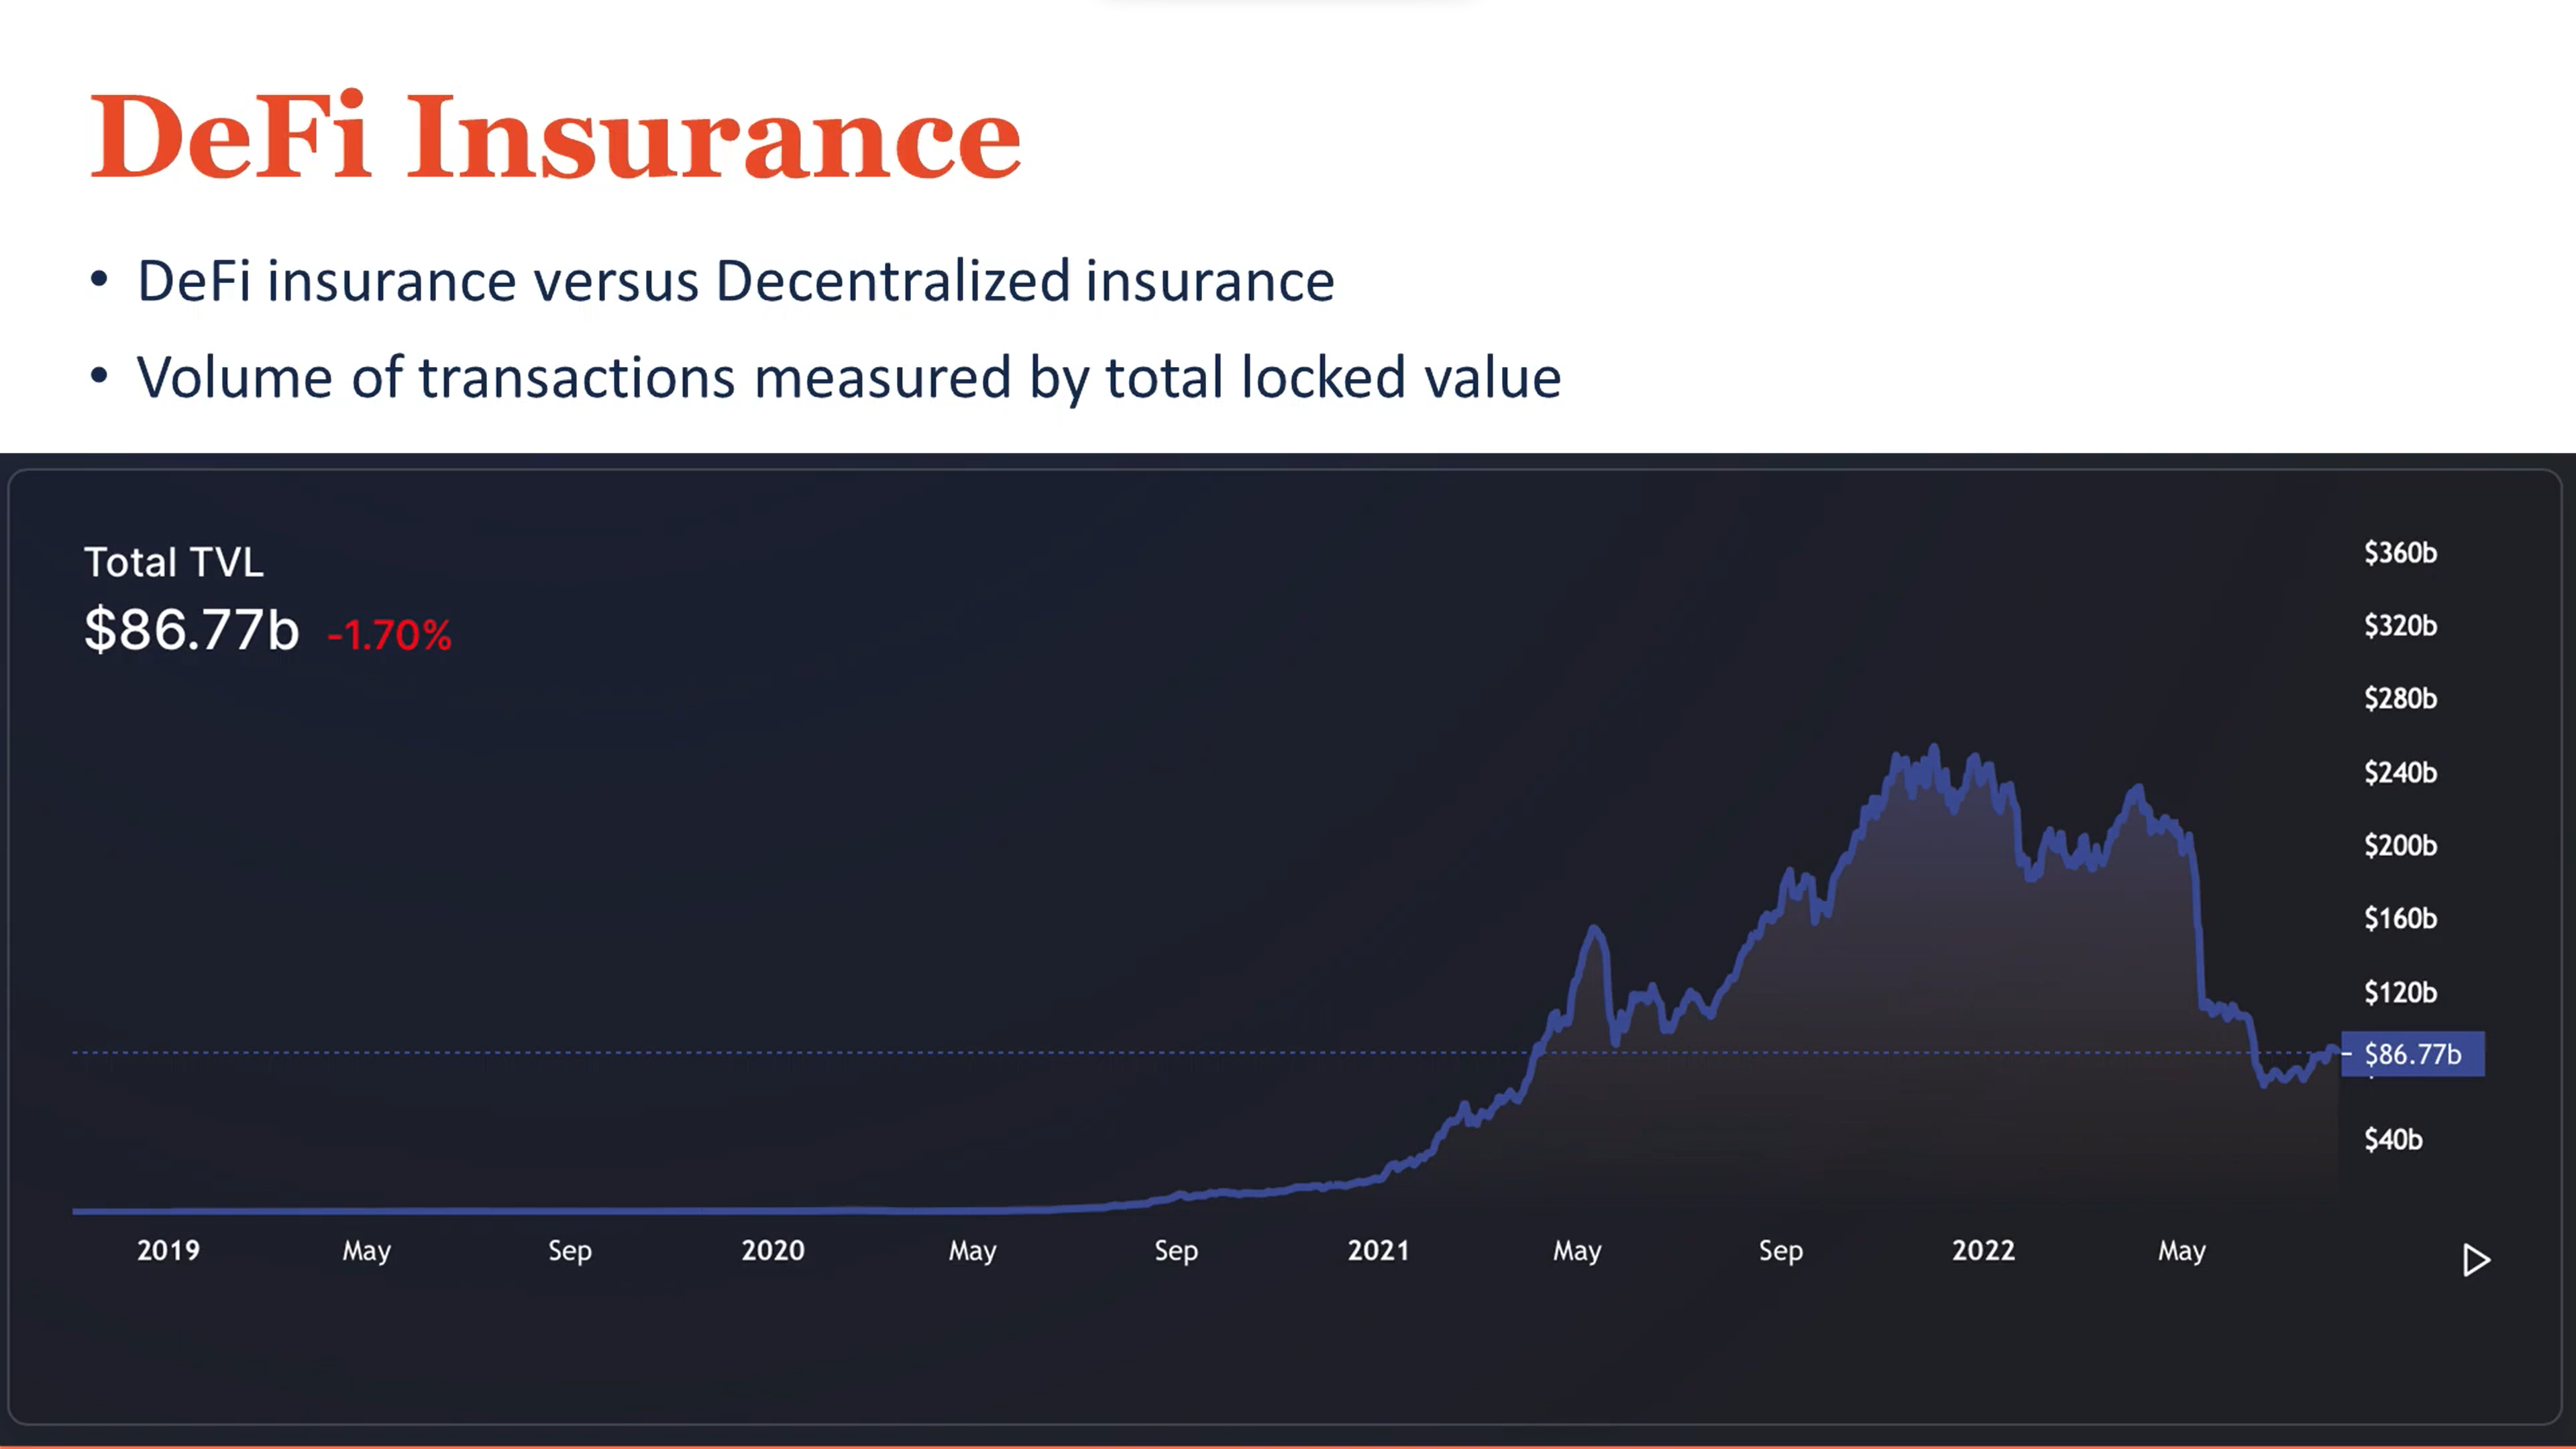 DeFi Insurance
• DeFi insurance versus Decentralized insurance
• Volume of transactions measured by total locked value
Total TVL
$86.77b -1.70%
$360b
$320b
$280b
$240b
$200b
$160b
$120b
$86.77b
$40b
2019 May Sep 2020 May Sep 2021 May Sep 2022 May